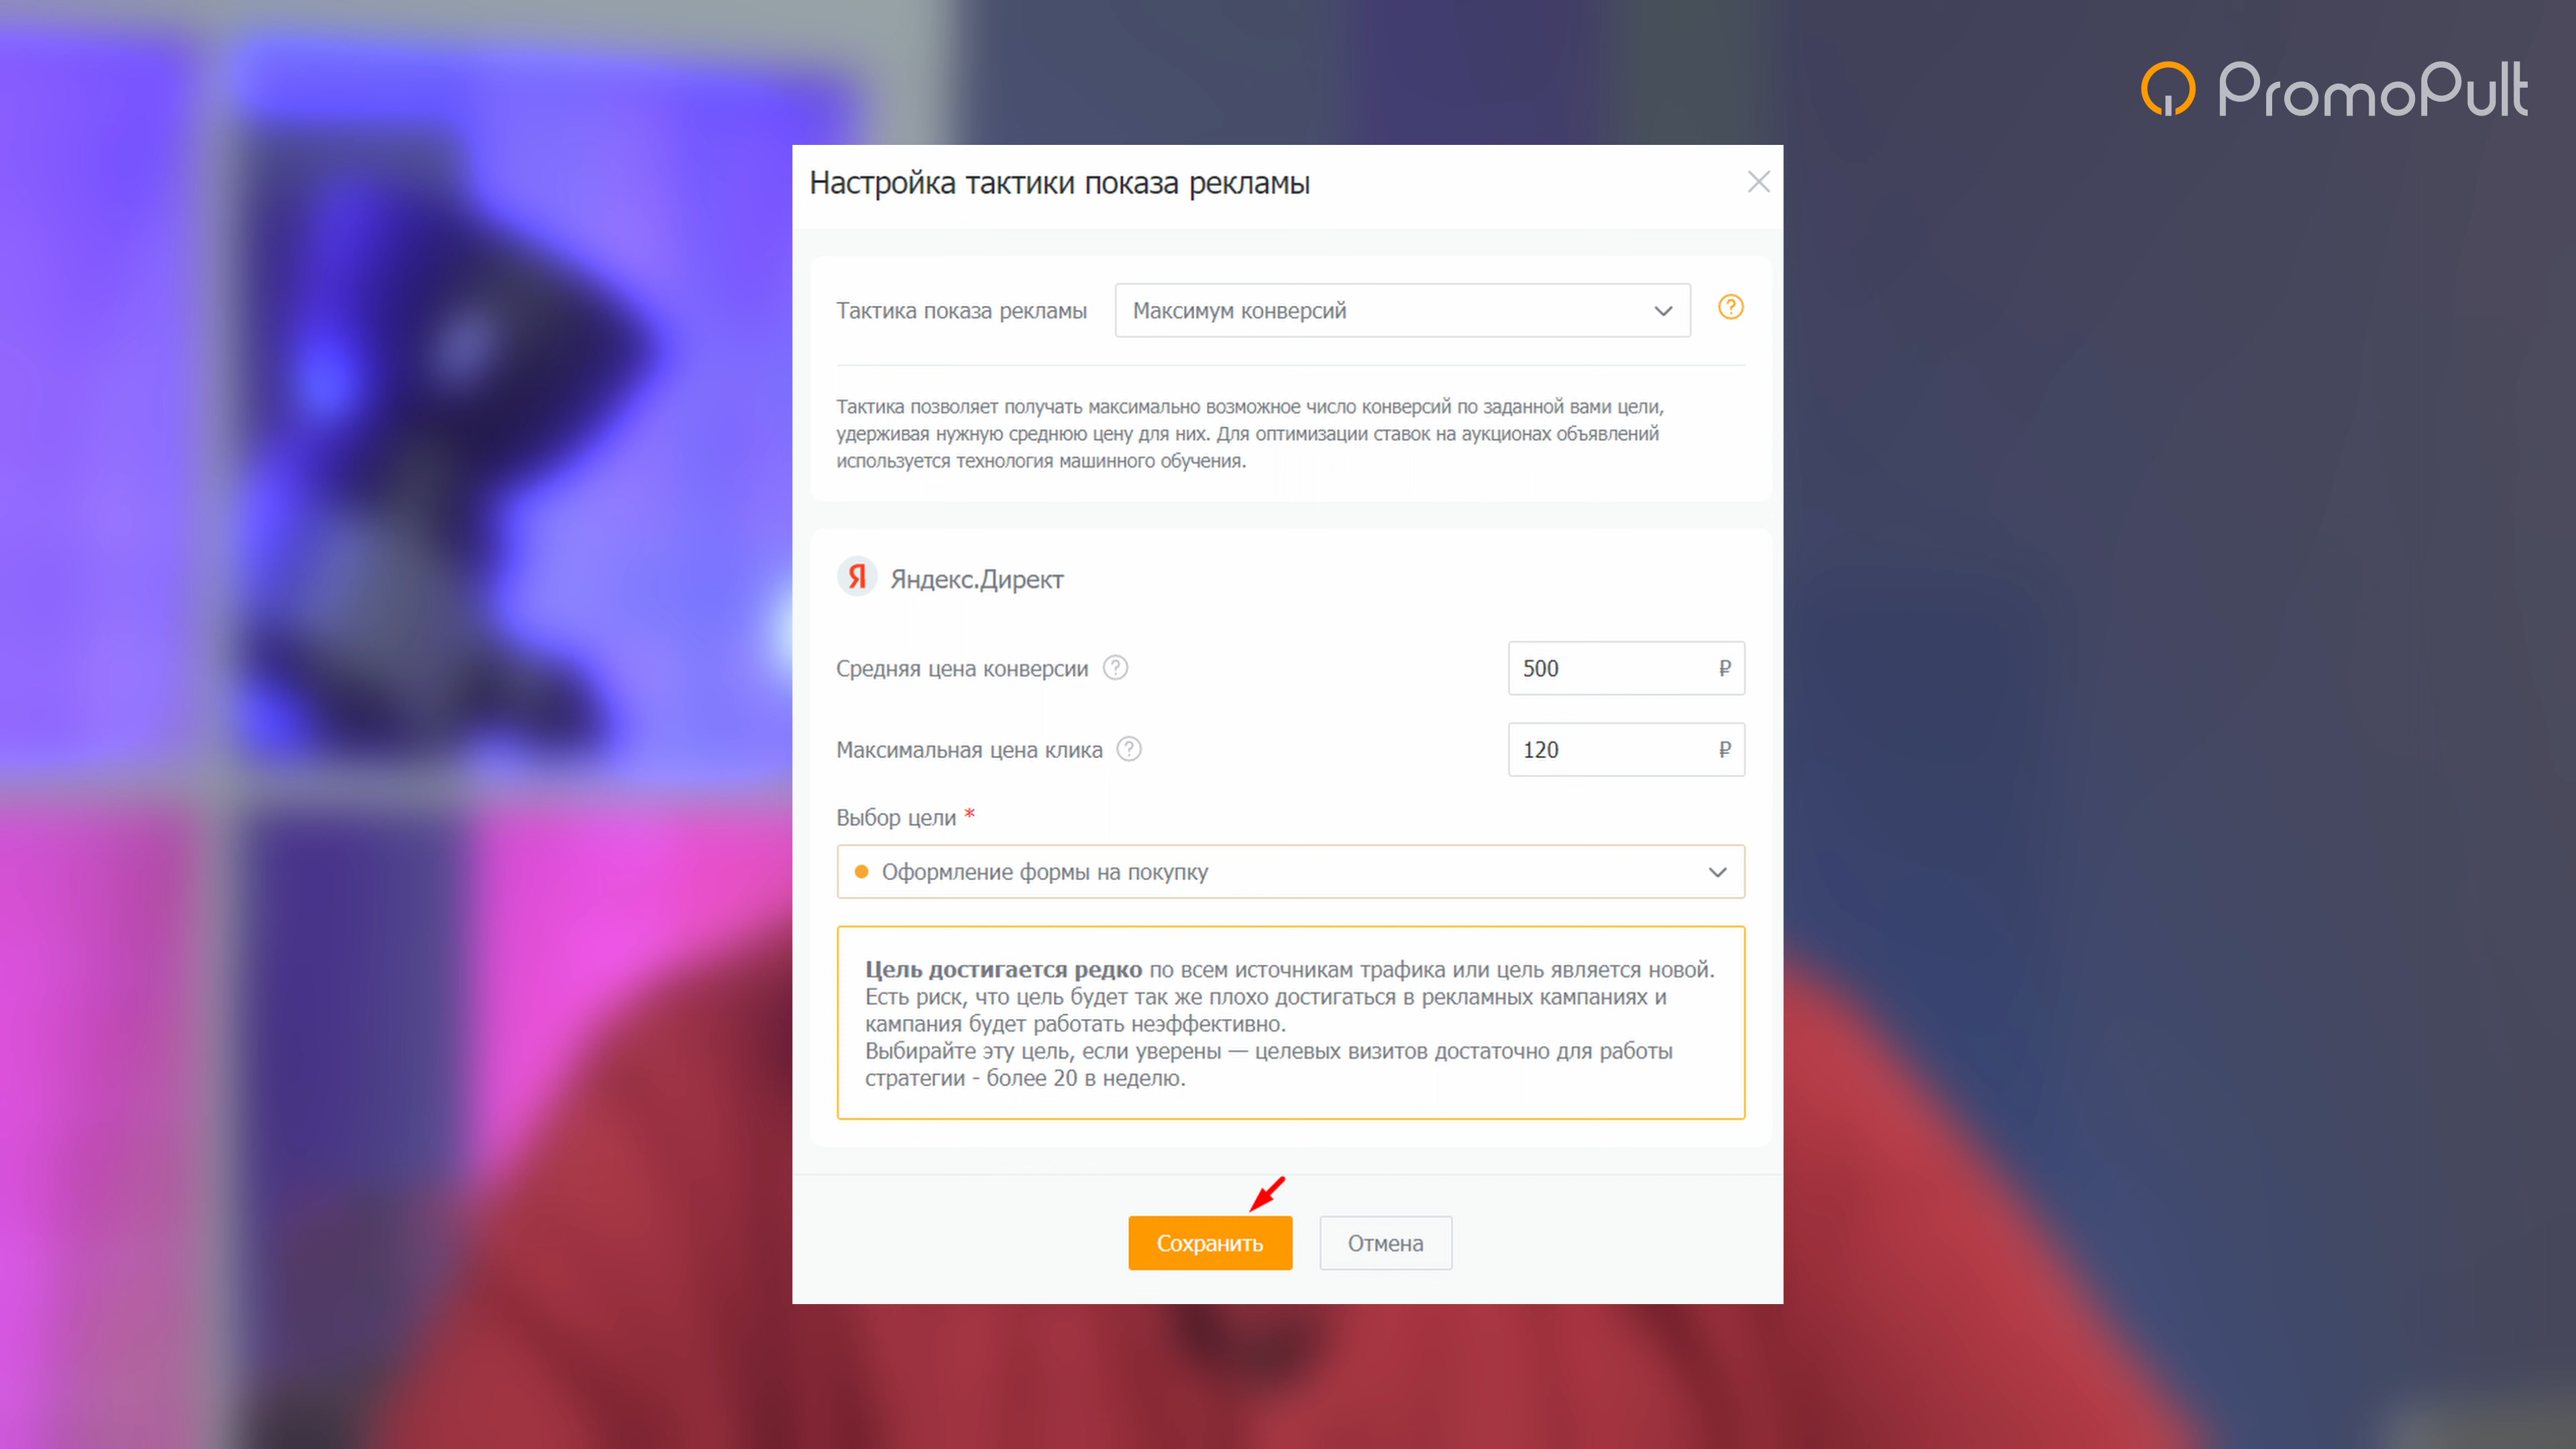 PromoPult
Настройка тактики показа рекламы
Тактика показа рекламы
Максимум конверсий
?
Тактика позволяет получать максимально возможное число конверсий по заданной вами цели,
удерживая нужную среднюю цену для них. Для оптимизации ставок на аукционах объявлений
используется технология машинного обучения.
Я Яндекс.Директ
Средняя цена конверсии ?
500 ₽
Максимальная цена клика ?
120 ₽
Выбор цели *
Оформление формы на покупку
Цель достигается редко по всем источникам трафика или цель является новой.
Есть риск, что цель будет так же плохо достигаться в рекламных кампаниях и
кампания будет работать неэффективно.
Выбирайте эту цель, если уверены — целевых визитов достаточно для работы
стратегии - более 20 в неделю.
Сохранить
Отмена